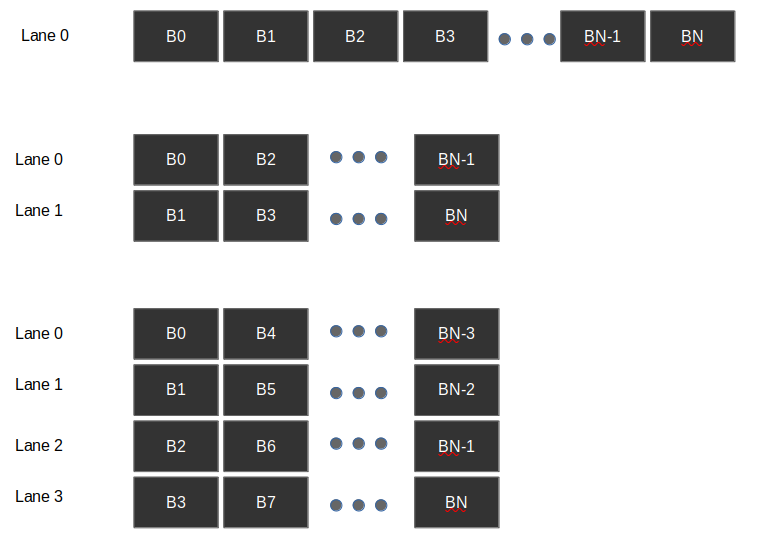 Lane 0 B0 B1 B2 B3 BN-1 BN
Lane 0 B0 B2 BN-1
Lane 1 B1 B3 BN
Lane 0 B0 B4 BN-3
Lane 1 B1 B5 BN-2
Lane 2 B2 B6 BN-1
Lane 3 B3 B7 BN